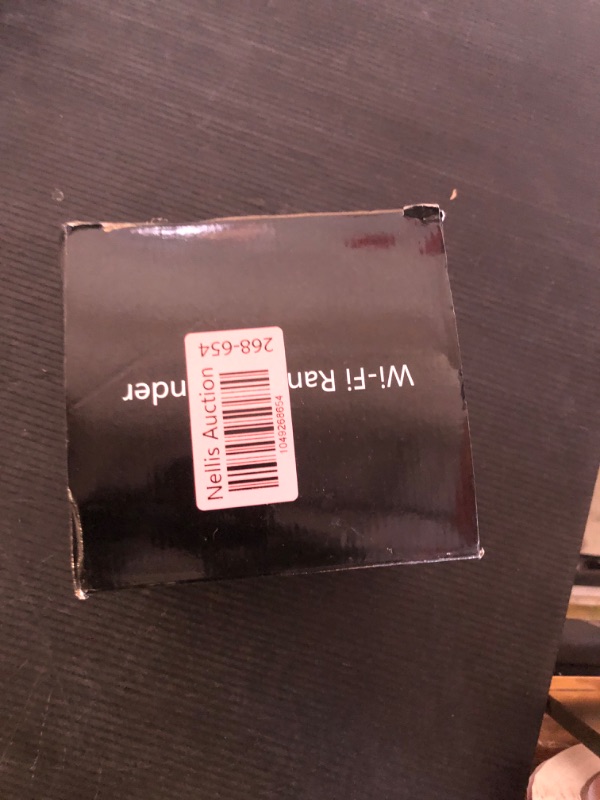 Wi-Fi Ran nder
268-654
Nellis Auction
1049268654